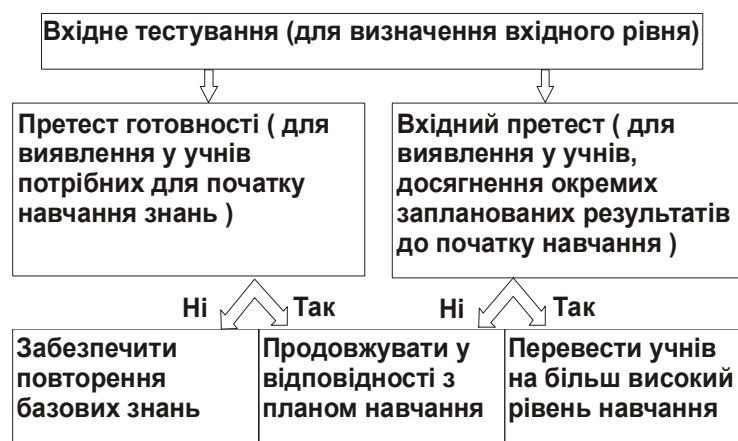 Вхідне тестування (для визначення вхідного рівня)
Претест готовності ( для
виявлення у учнів
потрібних для початку
навчання знань )
Вхідний претест ( для
виявлення у учнів,
досягнення окремих
запланованих результатів
до початку навчання )
Ні
Так
Ні
Так
Забезпечити
повторення
базових знань
Продовжувати у
відповідності з
планом навчання
Перевести учнів
на більш високий
рівень навчання